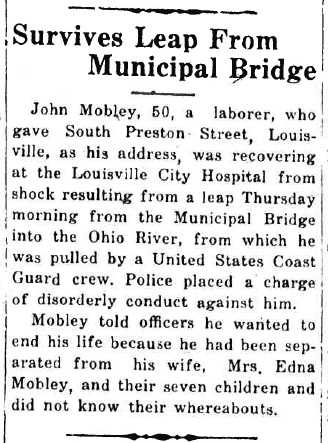 Survives Leap From
Municipal Bridge
John Mobley, 50, a laborer, who
gave South Preston Street, Louis-
ville, as his address, was recovering
at the Louisville City Hospital from
shock resulting from a leap Thursday
morning from the Municipal Bridge
into the Ohio River, from which he
was pulled by a United States Coast
Guard crew. Police placed a charge
of disorderly conduct against him.
Mobley told officers he wanted to
end his life because he had been sep-
arated from his wife, Mrs. Edna
Mobley, and their seven children and
did not know their whereabouts.